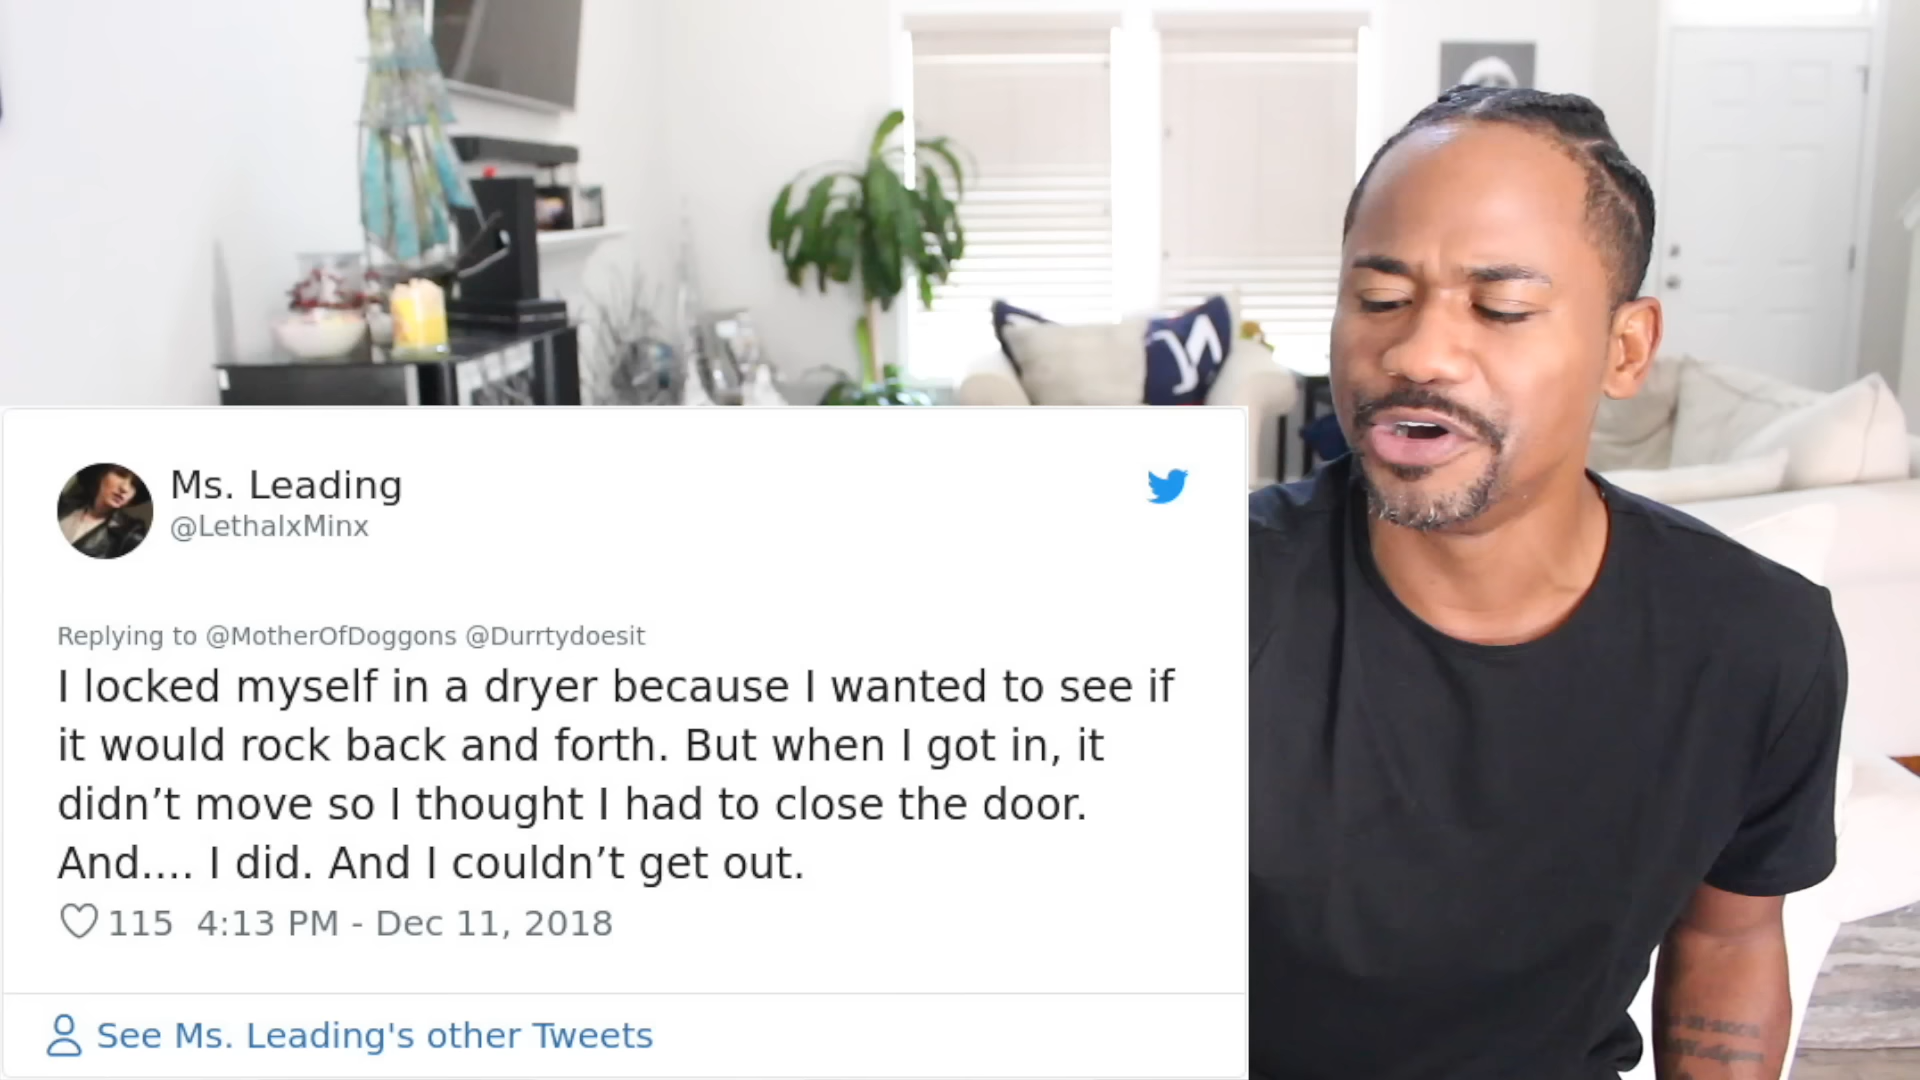 Ms. Leading
@LethalxMinx
Replying to @MotherOfDoggons @Durrtydoesit
I locked myself in a dryer because I wanted to see if
it would rock back and forth. But when I got in, it
didn’t move so I thought I had to close the door.
And.... I did. And I couldn’t get out.
115 4:13 PM - Dec 11, 2018
See Ms. Leading's other Tweets